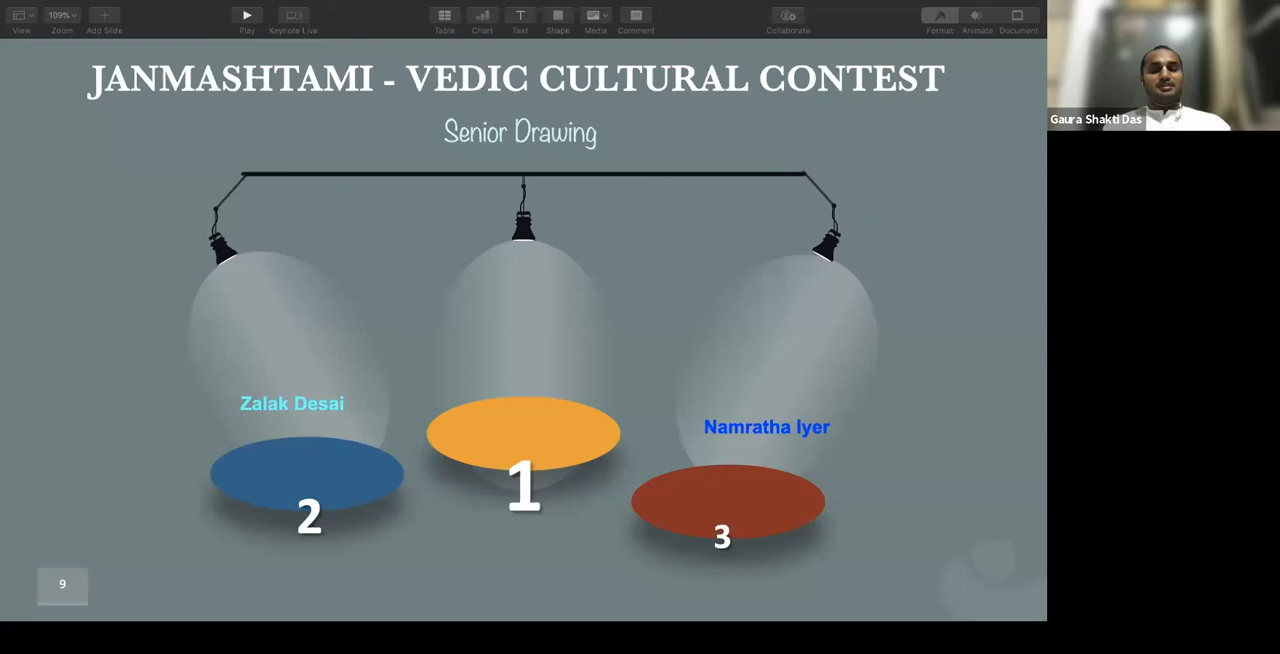 View
109%
Zoom
Add Slide
Play
Keynote Live
Table
Chart
Text
Shape
Media
Comment
Collaborate
Format
Animate
Document
JANMASHTAMI - VEDIC CULTURAL CONTEST
Senior Drawing
Gaura Shakti Das
Zalak Desai
Namratha Iyer
2
1
3
9